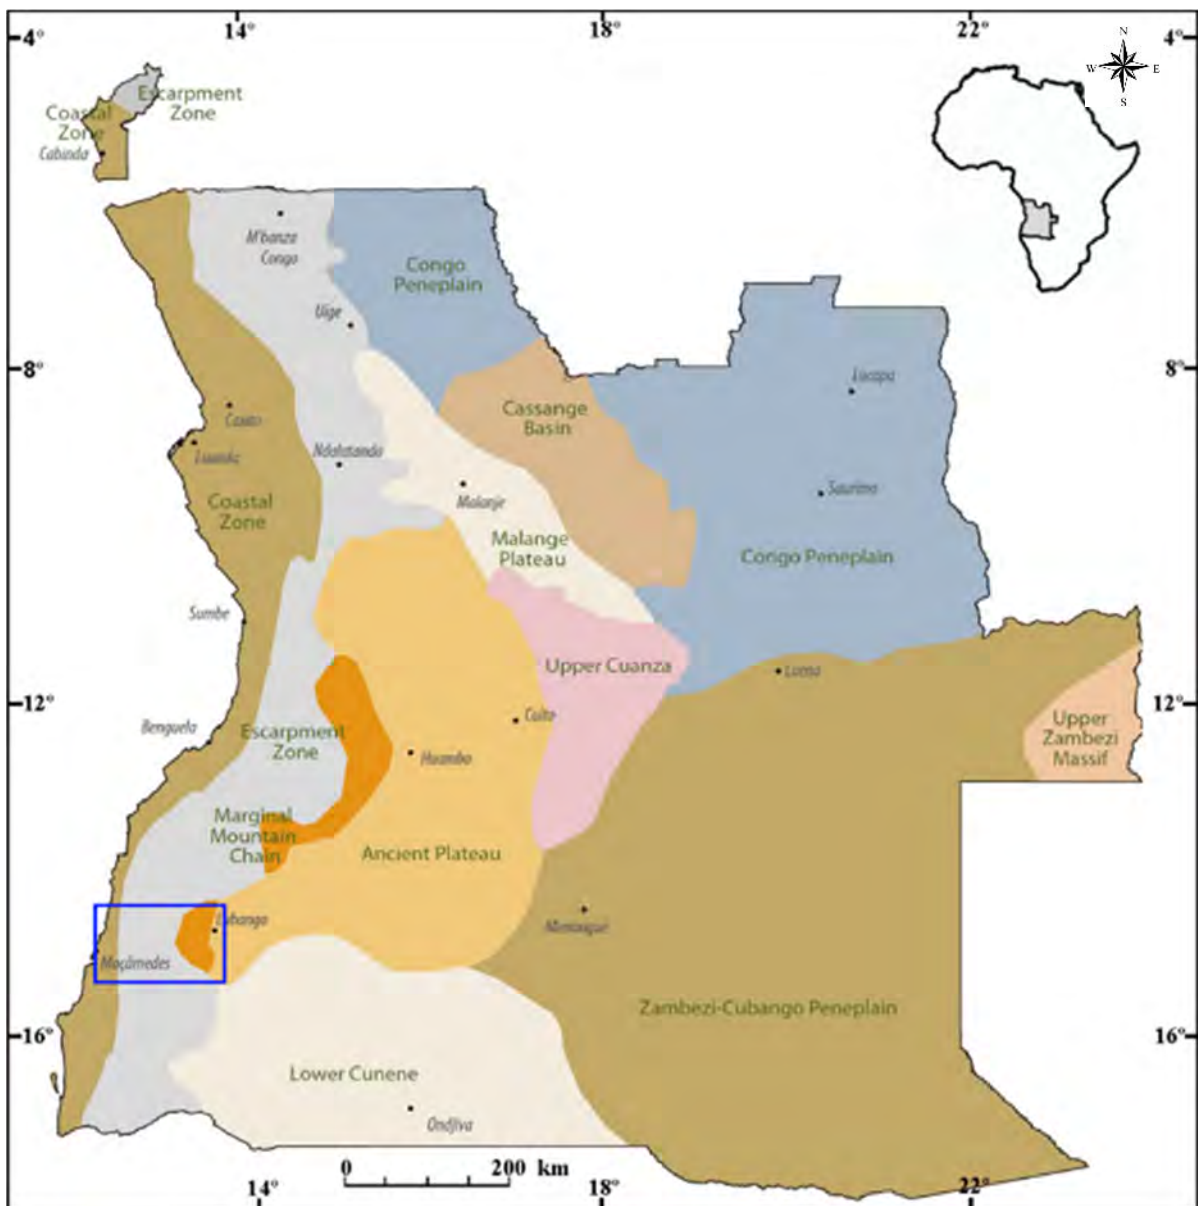 14°
18°
22°
4°
4°
N
W
E
S
Escarpment
Zone
Coastal
Zone
Cabinda
M'banza
Congo
Congo
Peneplain
Uige
8°
8°
Lucapa
Cassange
Basin
Caxito
Luanda
Ndalatando
Saurimo
Malanje
Coastal
Zone
Malange
Plateau
Congo Peneplain
Sumbe
Upper Cuanza
Luena
12°
12°
Cuito
Benguela
Escarpment
Zone
Huambo
Upper
Zambezi
Massif
Marginal
Mountain
Chain
Ancient Plateau
Lubango
Menongue
Moçâmedes
Zambezi-Cubango Peneplain
16°
16°
Lower Cunene
Ondjiva
0
200 km
14°
18°
22°